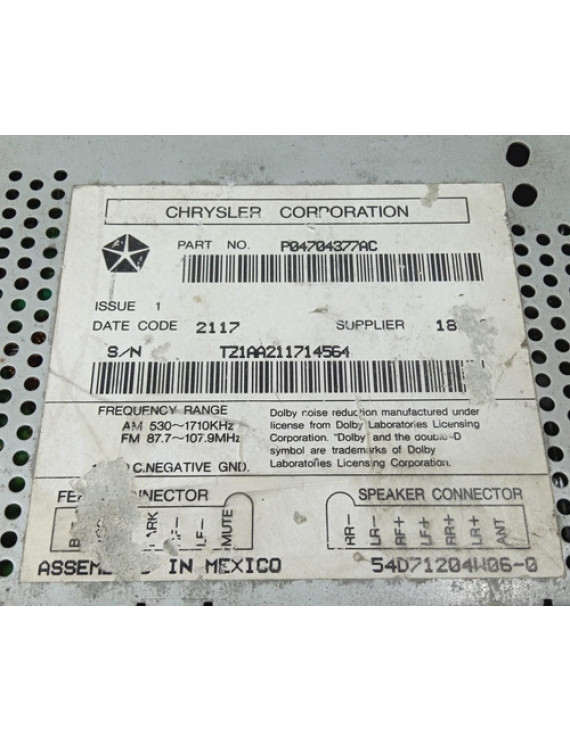 CHRYSLER CORPORATION
PART NO. P04704377AC
ISSUE 1
DATE CODE 2117 SUPPLIER 18
S/N TZ1AA211714564
FREQUENCY RANGE
AM 530~1710KHz
FM 87.7~107.9MHz
C.NEGATIVE GND.
Dolby noise reduction manufactured under
license from Dolby Laboratories Licensing
Corporation. "Dolby" and the double-D
symbol are trademarks of Dolby
Laboratories Licensing Corporation.
CONNECTOR
MUTE
SPEAKER CONNECTOR
RR-
LR-
RF+
LF+
RR+
LR+
ANT
IN MEXICO
54D71204W06-0